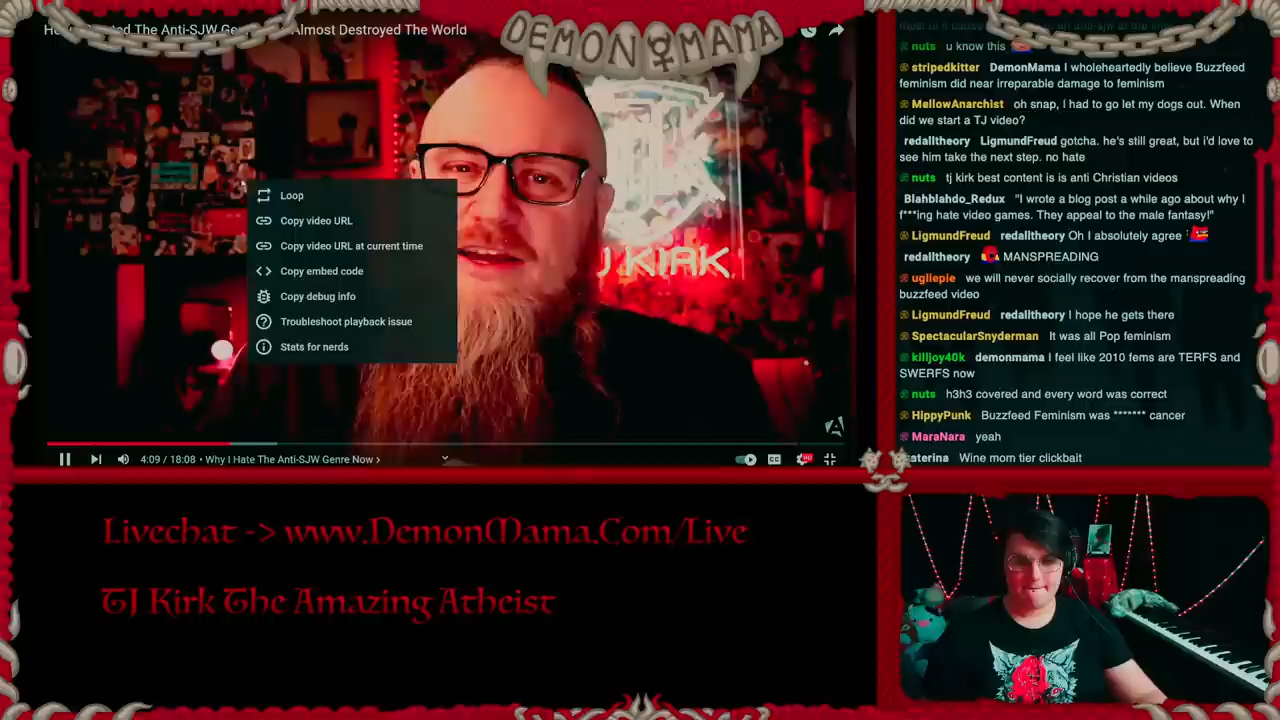 The Anti-SJW
Almost Destroyed The World
DEMON MAMA
J KIRK
Loop
Copy video URL
Copy video URL at current time
Copy embed code
Copy debug info
Troubleshoot playback issue
Stats for nerds
4:09 / 18:08 • Why I Hate The Anti-SJW Genre Now >
CC
HD
nuts u know this
stripedkitter DemonMama I wholeheartedly believe Buzzfeed
feminism did near irreparable damage to feminism
MellowAnarchist oh snap, I had to go let my dogs out. When
did we start a TJ video?
redalltheory LigmundFreud gotcha. he's still great, but i'd love to
see him take the next step. no hate
nuts tj kirk best content is is anti Christian videos
Blahblahdo_Redux "I wrote a blog post a while ago about why I
f***ing hate video games. They appeal to the male fantasy!"
LigmundFreud redalltheory Oh I absolutely agree
redalltheory MANSPREADING
ugliepie we will never socially recover from the manspreading
buzzfeed video
LigmundFreud redalltheory I hope he gets there
SpectacularSnyderman It was all Pop feminism
killjoy40k demonmama I feel like 2010 fems are TERFS and
SWERFS now
nuts h3h3 covered and every word was correct
HippyPunk Buzzfeed Feminism was ******* cancer
MaraNara yeah
aterina Wine mom tier clickbait
Livechat -> www.DemonMama.Com/Live
TJ Kirk The Amazing Atheist